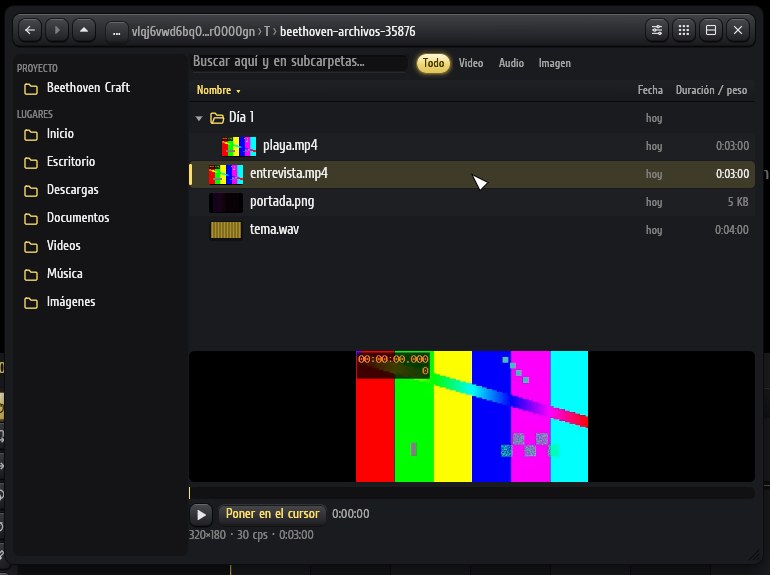 ... vlqj6vwd6bq0...r0000gn › T › beethoven-archivos-35876
PROYECTO
Beethoven Craft
LUGARES
Inicio
Escritorio
Descargas
Documentos
Videos
Música
Imágenes
Buscar aquí y en subcarpetas... Todo Video Audio Imagen
Nombre Fecha Duración / peso
Día 1 hoy
playa.mp4 hoy 0:03:00
entrevista.mp4 hoy 0:03:00
portada.png hoy 5 KB
tema.wav hoy 0:04:00
00:00:00.000
0
Poner en el cursor 0:00:00
320×180 · 30 cps · 0:03:00